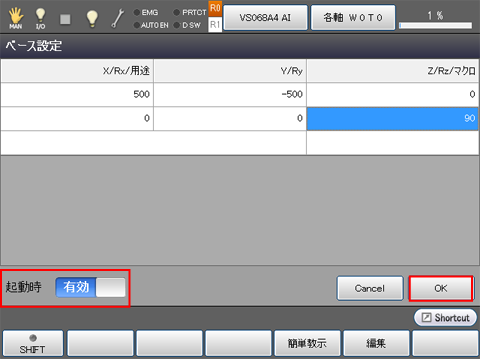 MAN I/O EMG PRTCT AUTO EN D SW R0 R1 VS068A4 AI 各軸 W0T0 1 %
ベース設定
X/Rx/用途 Y/Ry Z/Rz/マクロ
500 -500 0
0 0 90
起動時 有効 Cancel OK
Shortcut
SHIFT 簡単教示 編集